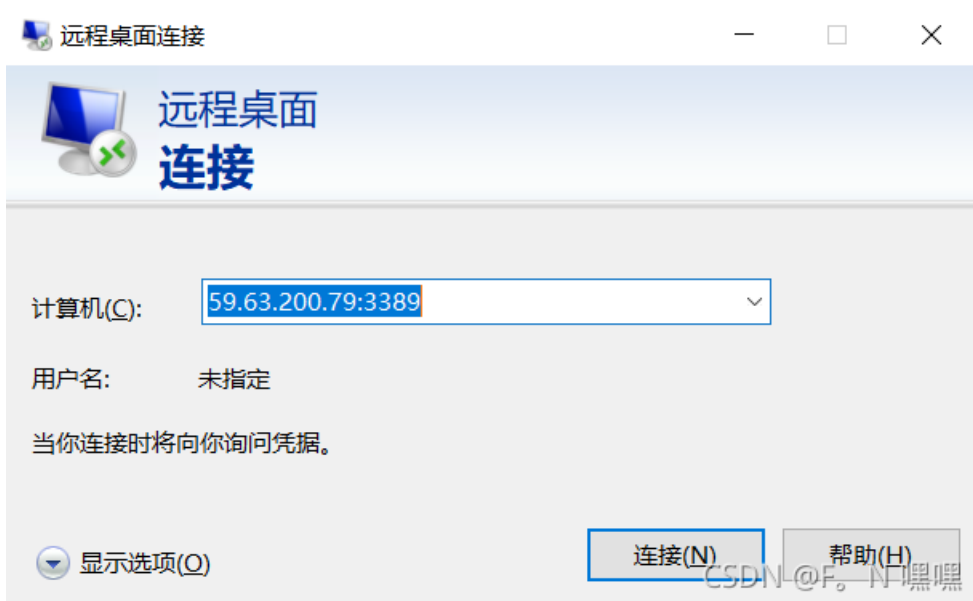 远程桌面连接
远程桌面
连接
计算机(C): 59.63.200.79:3389
用户名: 未指定
当你连接时将向你询问凭据。
显示选项(O) 连接(N) 帮助(H)
CSDN @F。N 嘿嘿